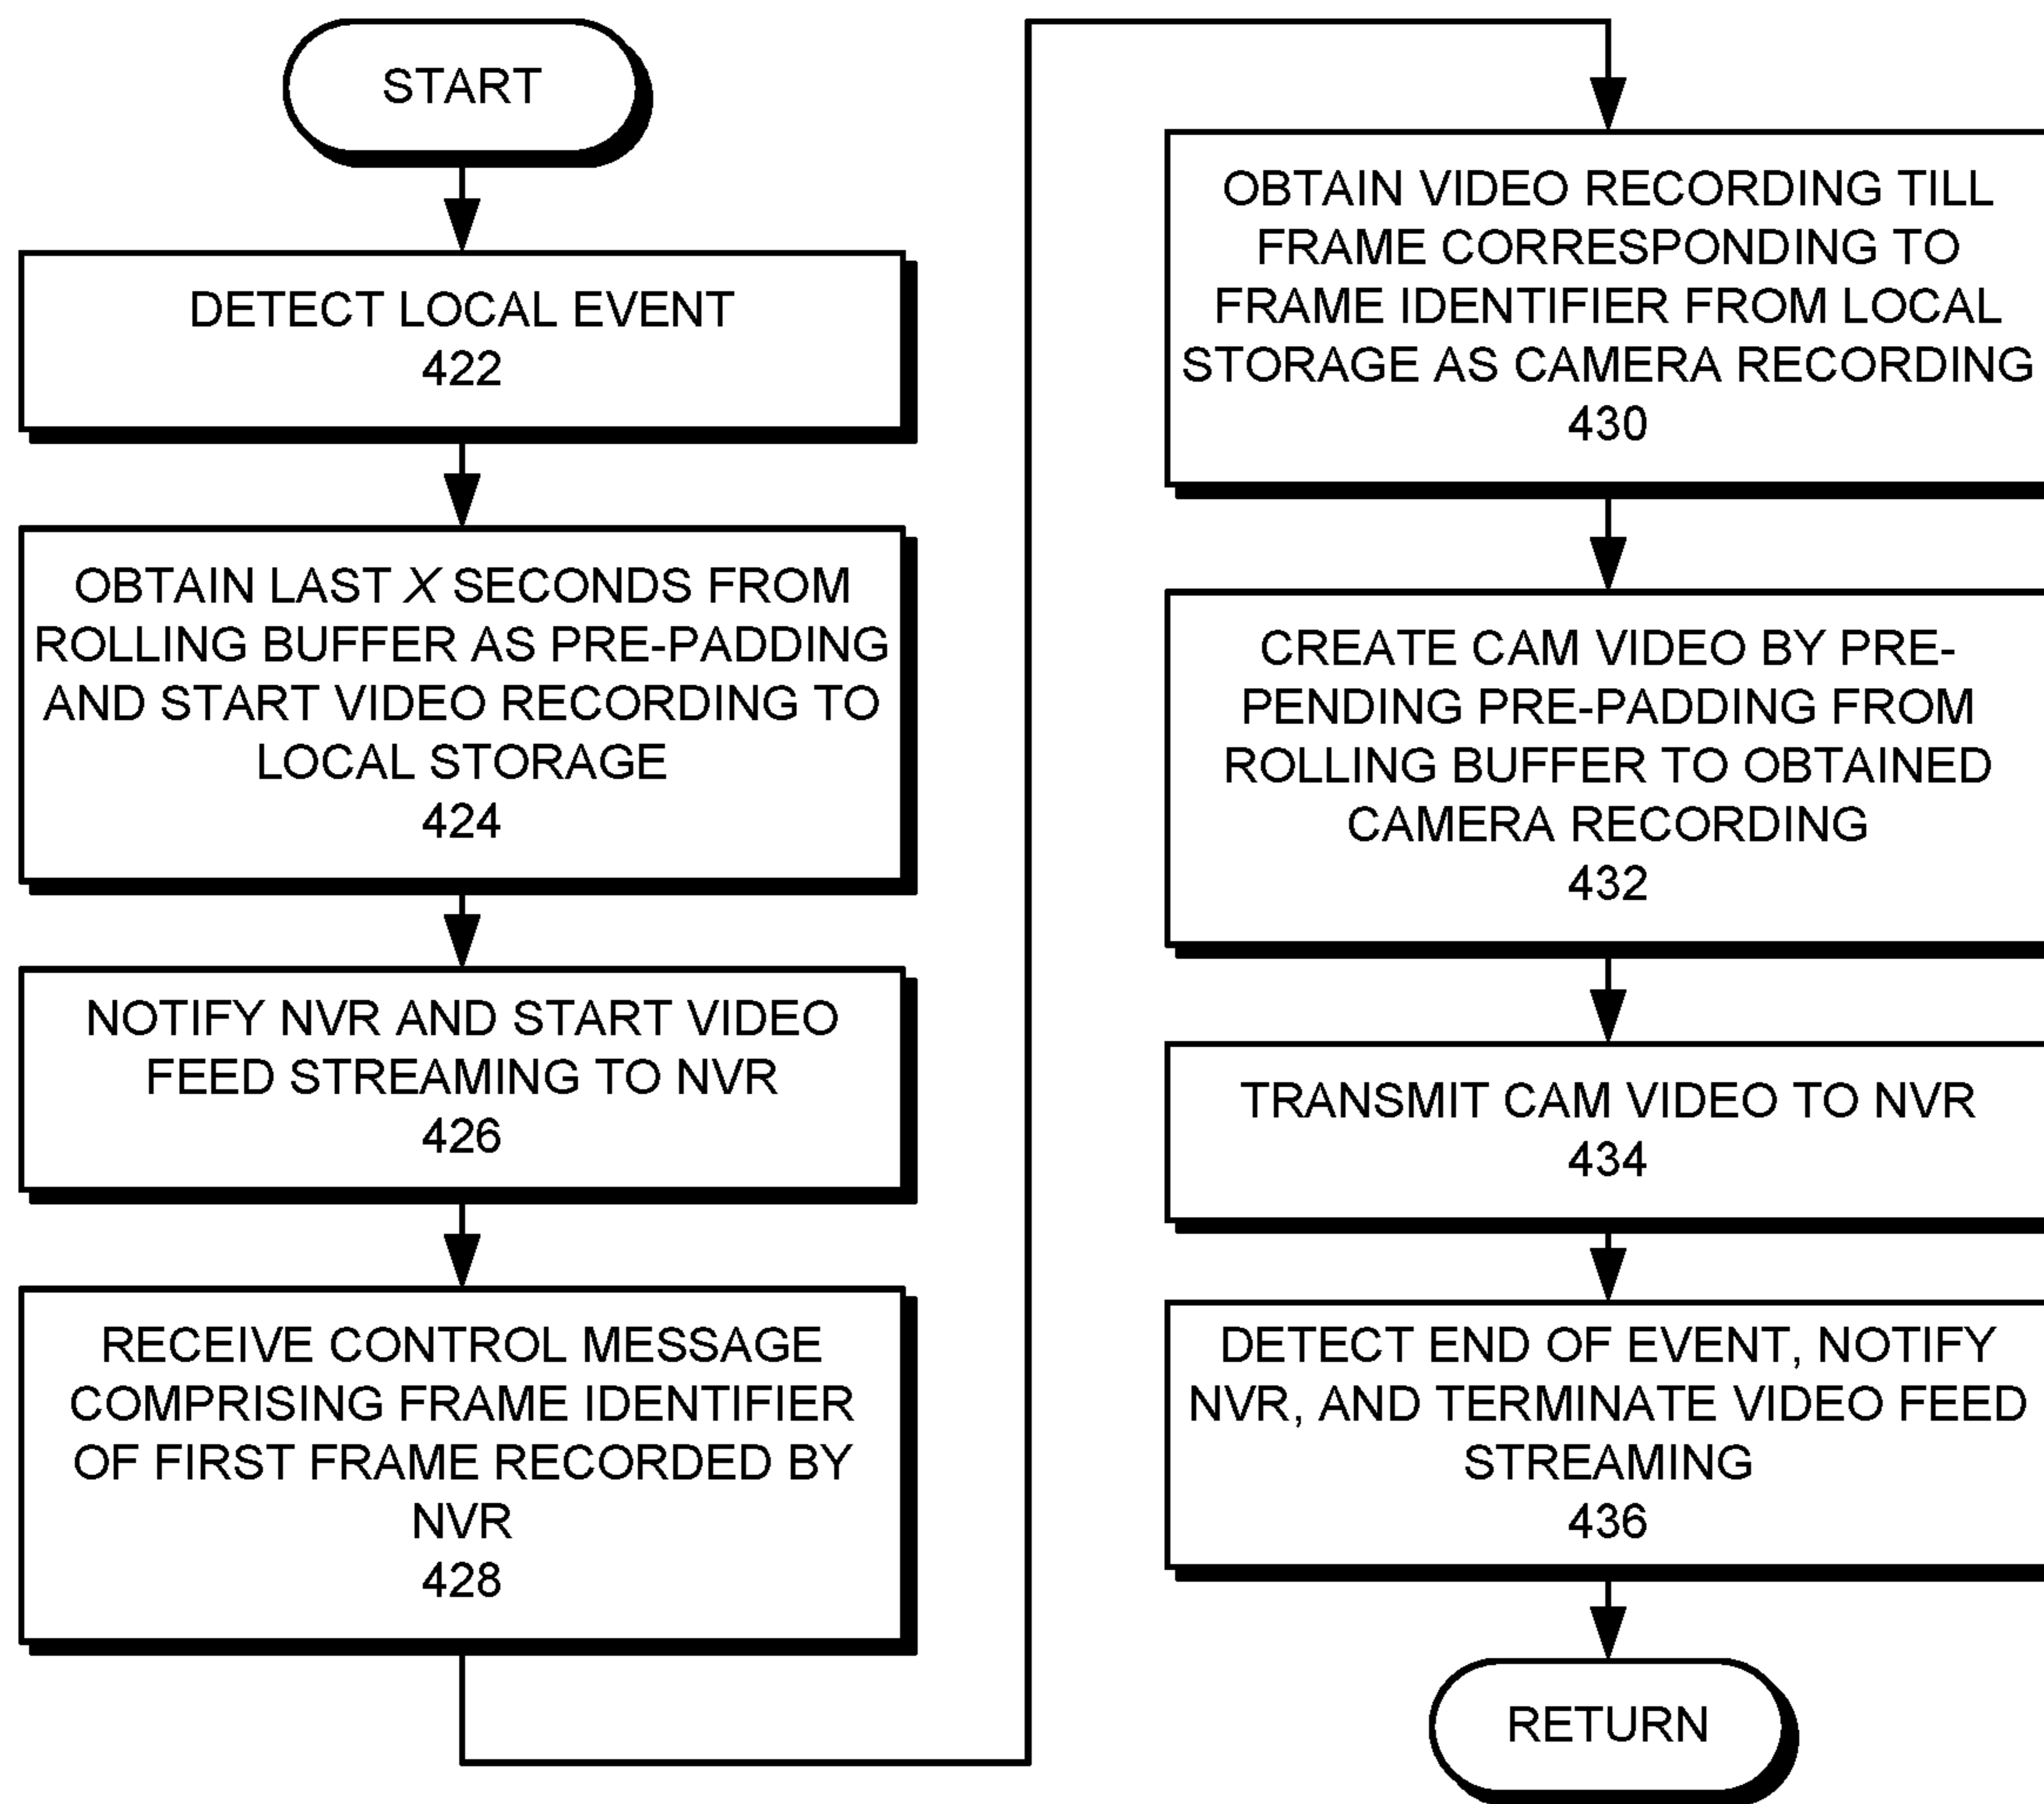 START
DETECT LOCAL EVENT
422
OBTAIN LAST X SECONDS FROM
ROLLING BUFFER AS PRE-PADDING
AND START VIDEO RECORDING TO
LOCAL STORAGE
424
NOTIFY NVR AND START VIDEO
FEED STREAMING TO NVR
426
RECEIVE CONTROL MESSAGE
COMPRISING FRAME IDENTIFIER
OF FIRST FRAME RECORDED BY
NVR
428
OBTAIN VIDEO RECORDING TILL
FRAME CORRESPONDING TO
FRAME IDENTIFIER FROM LOCAL
STORAGE AS CAMERA RECORDING
430
CREATE CAM VIDEO BY PRE-
PENDING PRE-PADDING FROM
ROLLING BUFFER TO OBTAINED
CAMERA RECORDING
432
TRANSMIT CAM VIDEO TO NVR
434
DETECT END OF EVENT, NOTIFY
NVR, AND TERMINATE VIDEO FEED
STREAMING
436
RETURN